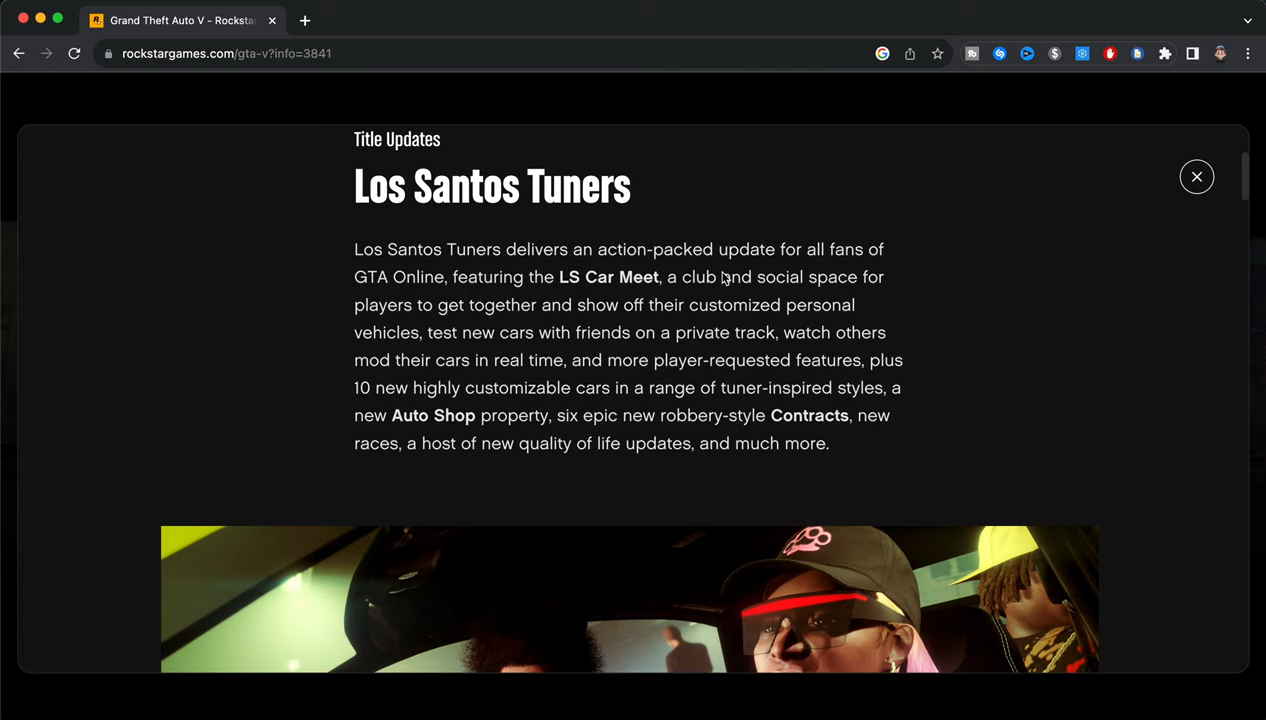 Grand Theft Auto V - Rocksta
rockstargames.com/gta-v?info=3841
Title Updates
Los Santos Tuners
Los Santos Tuners delivers an action-packed update for all fans of
GTA Online, featuring the LS Car Meet, a club and social space for
players to get together and show off their customized personal
vehicles, test new cars with friends on a private track, watch others
mod their cars in real time, and more player-requested features, plus
10 new highly customizable cars in a range of tuner-inspired styles, a
new Auto Shop property, six epic new robbery-style Contracts, new
races, a host of new quality of life updates, and much more.